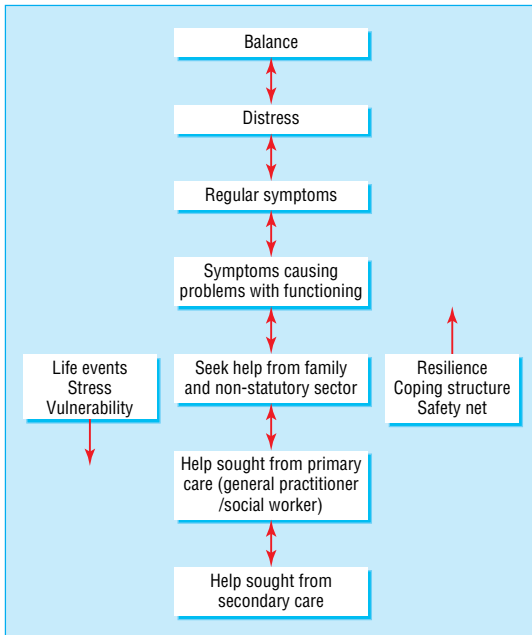 Balance
Distress
Regular symptoms
Symptoms causing
problems with functioning
Life events
Stress
Vulnerability
Seek help from family
and non-statutory sector
Resilience
Coping structure
Safety net
Help sought from primary
care (general practitioner
/social worker)
Help sought from
secondary care